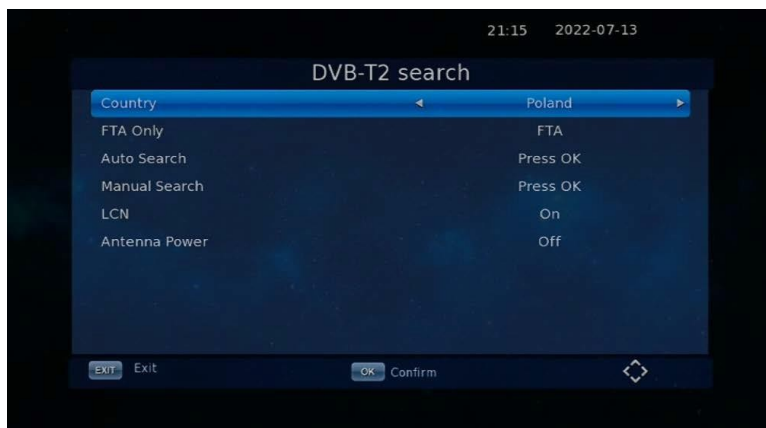 21:15 2022-07-13
DVB-T2 search
Country Poland
FTA Only FTA
Auto Search Press OK
Manual Search Press OK
LCN On
Antenna Power Off
EXIT Exit OK Confirm